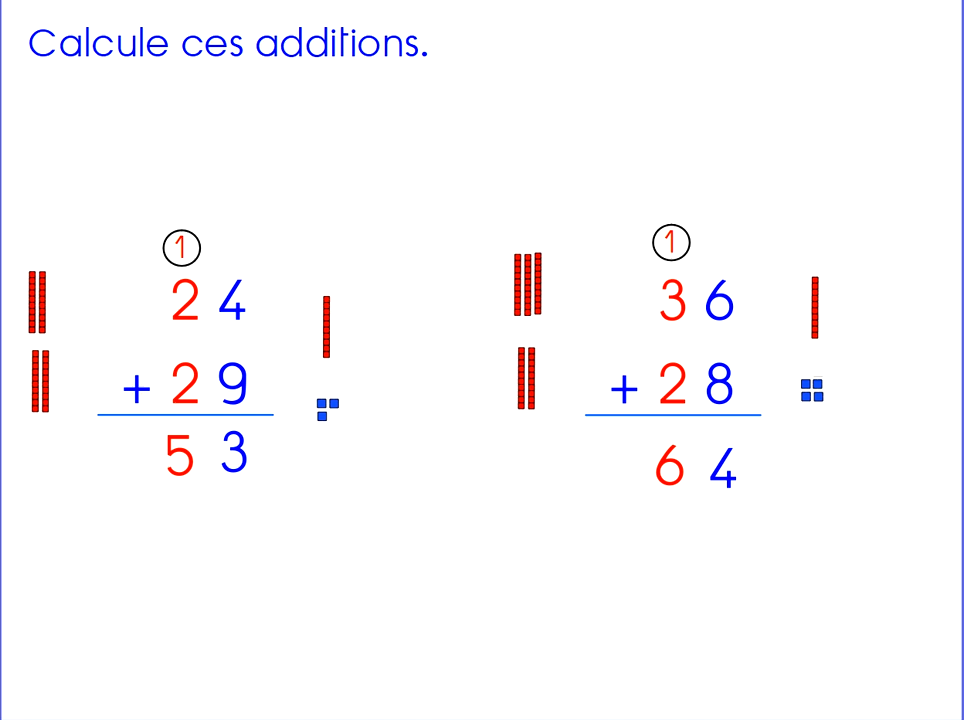 Calcule ces additions.
1
2 4
+ 2 9
5 3
1
3 6
+ 2 8
6 4